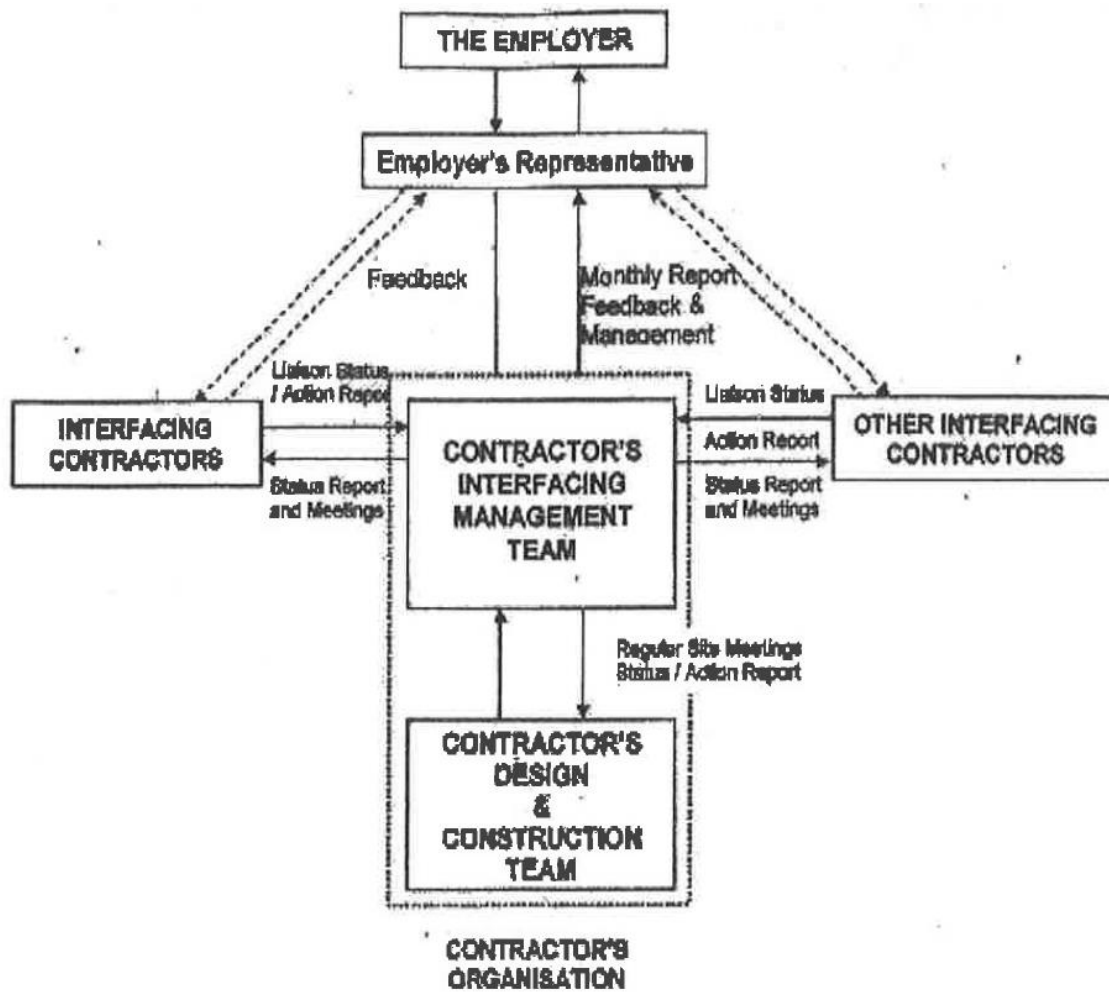 THE EMPLOYER
Employer's Representative
Feedback
Monthly Report
Feedback &
Management
Liaison Status
/ Action Repo
Liaison Status
INTERFACING
CONTRACTORS
CONTRACTOR'S
INTERFACING
MANAGEMENT
TEAM
Action Report
OTHER INTERFACING
CONTRACTORS
Status Report
and Meetings
Status Report
and Meetings
Regular Site Meetings
Status / Action Report
CONTRACTOR'S
DESIGN
&
CONSTRUCTION
TEAM
CONTRACTOR'S
ORGANISATION